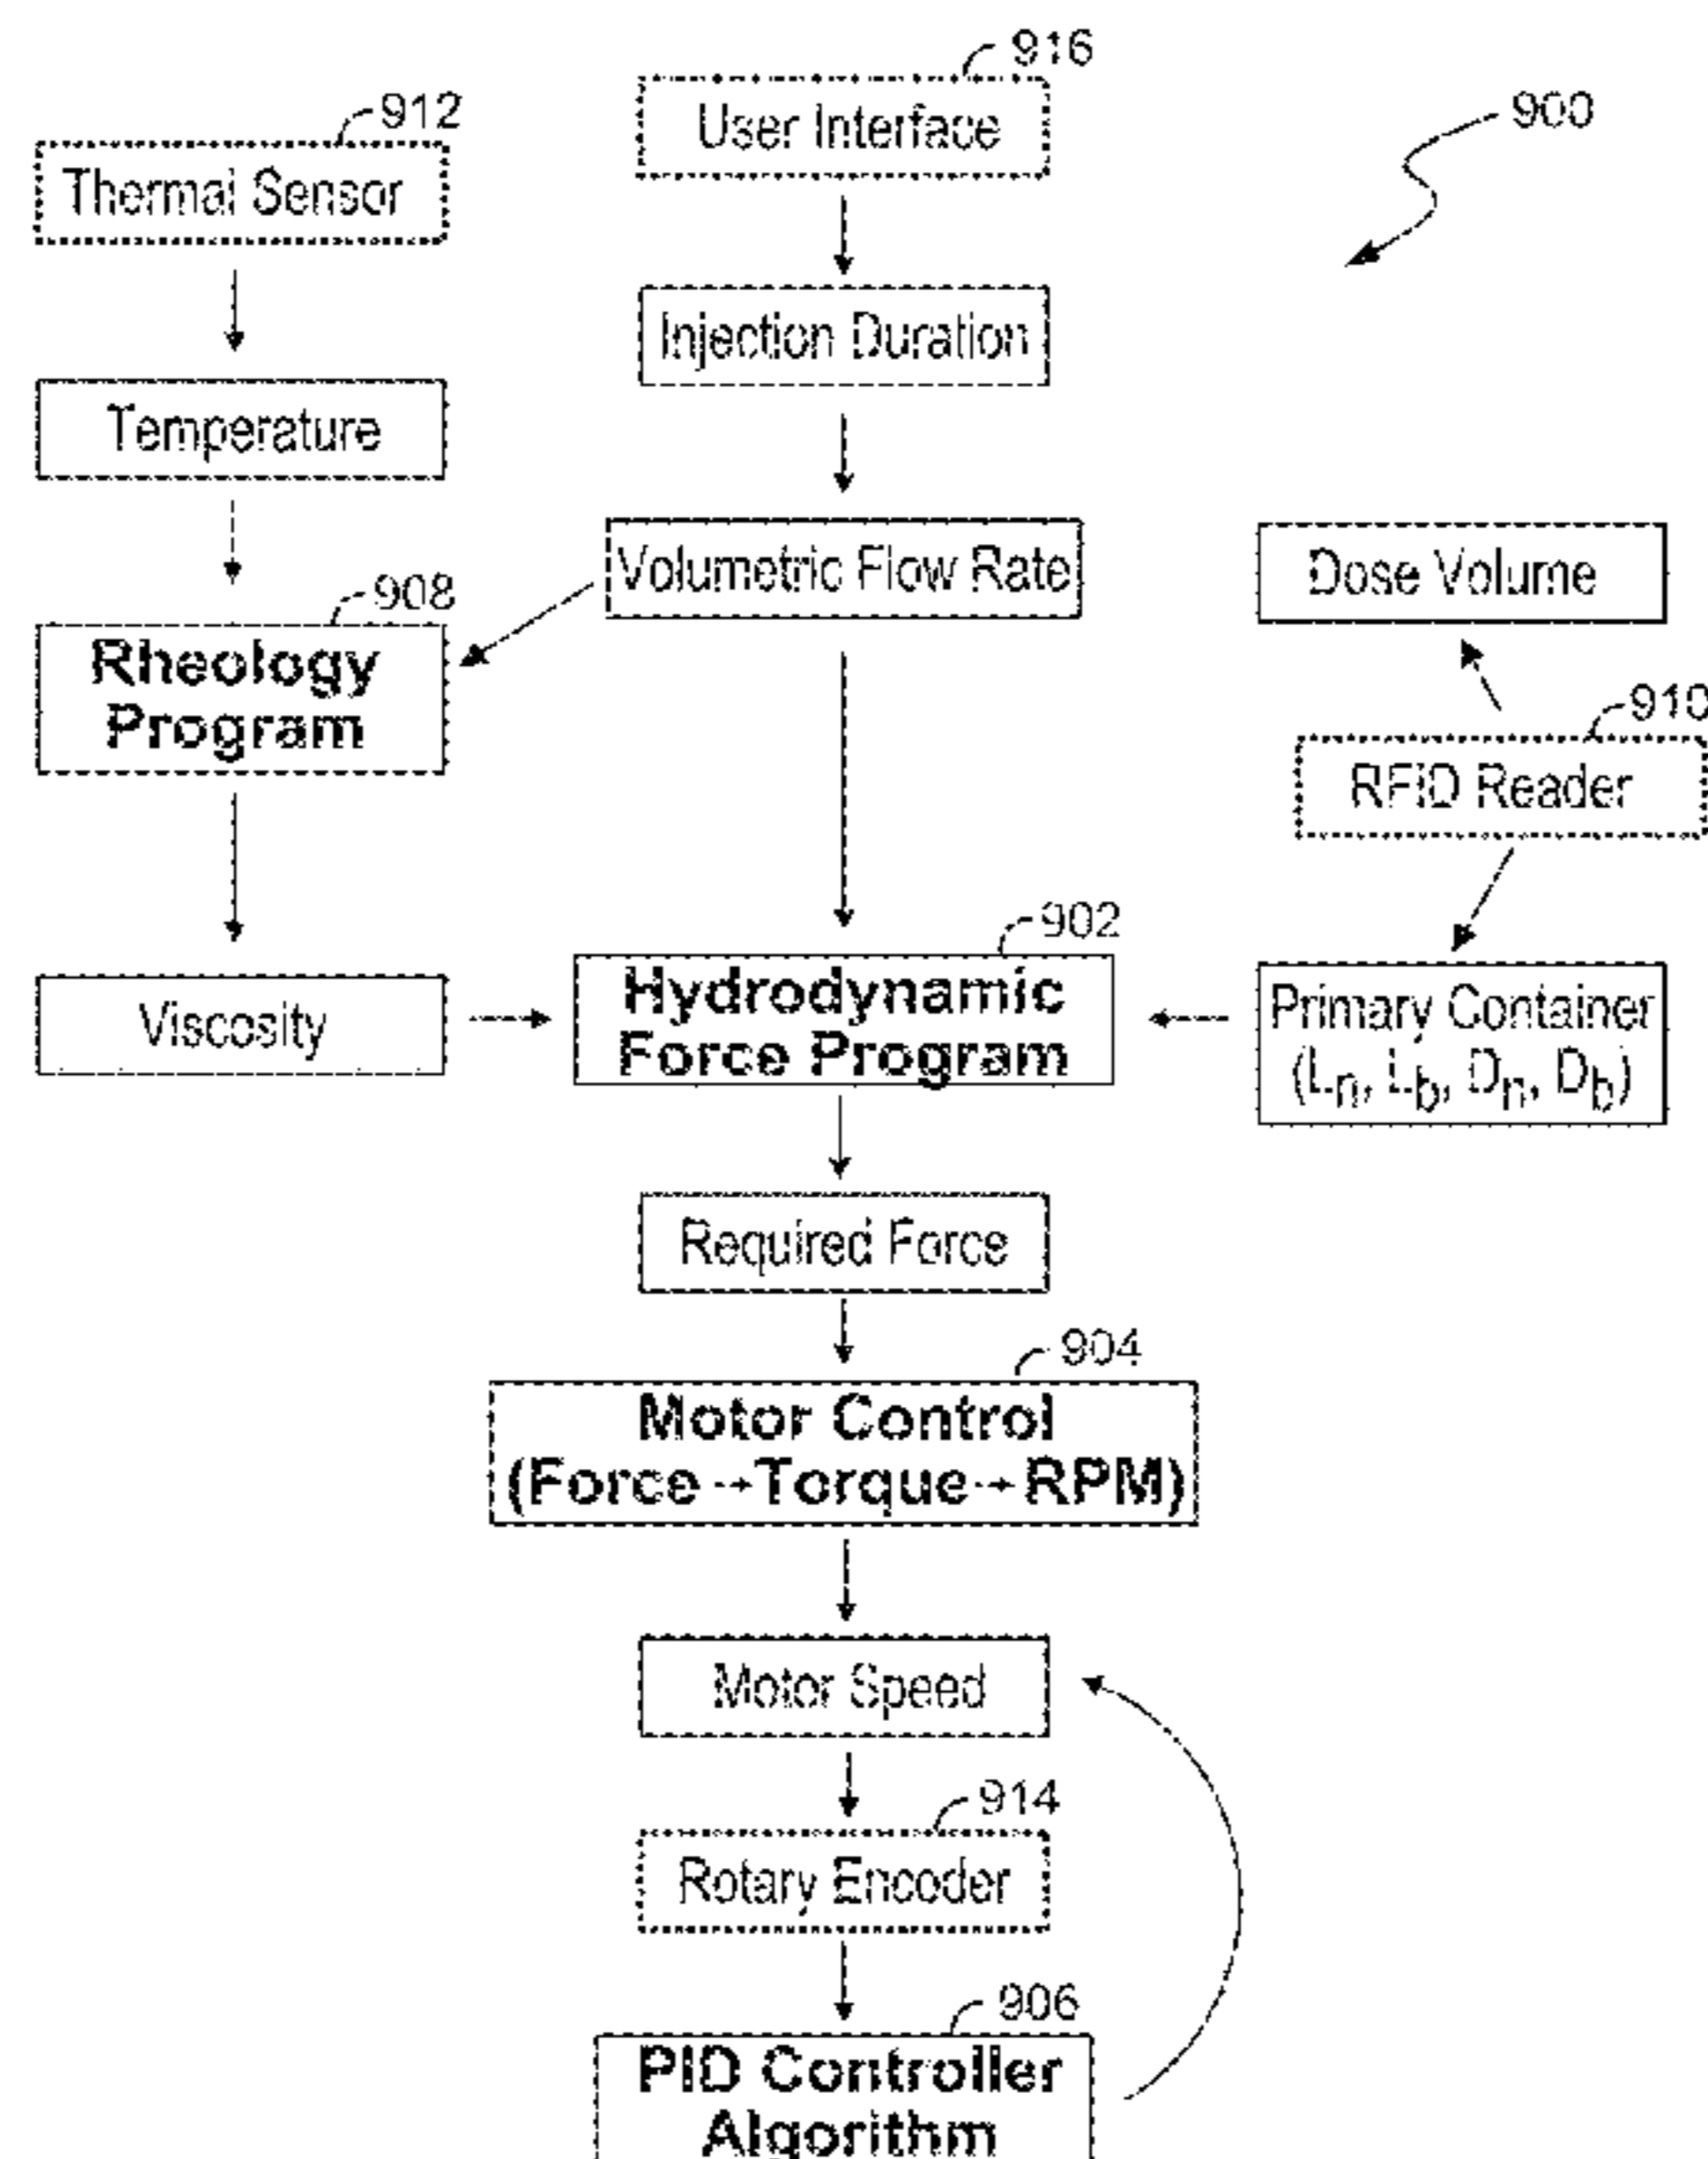 916
User Interface
912
Thermal Sensor
900
Injection Duration
Temperature
Volumetric Flow Rate
Dose Volume
908
Rheology
Program
910
RFID Reader
902
Hydrodynamic
Force Program
Viscosity
Primary Container
(Ln, Lb, Dn, Db)
Required Force
904
Motor Control
(Force→Torque→RPM)
Motor Speed
914
Rotary Encoder
906
PID Controller
Algorithm